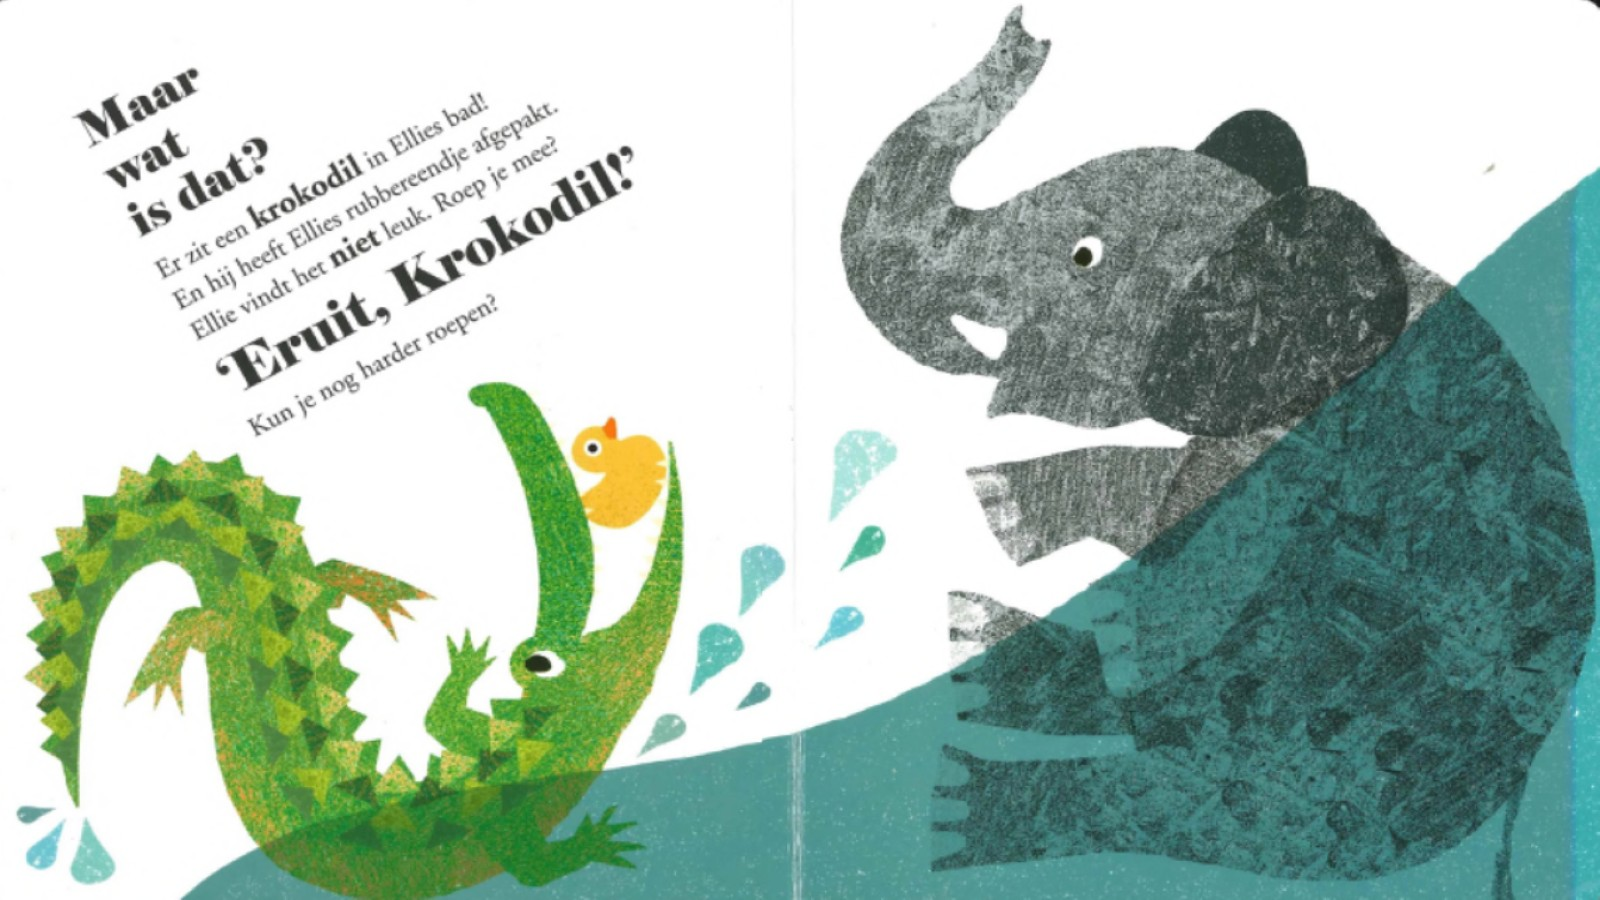 Maar
wat
is dat?
Er zit een krokodil in Ellies bad!
En hij heeft Ellies rubbereendje afgepakt.
Ellie vindt het niet leuk. Roep je mee?
‘Eruit, Krokodil!’
Kun je nog harder roepen?